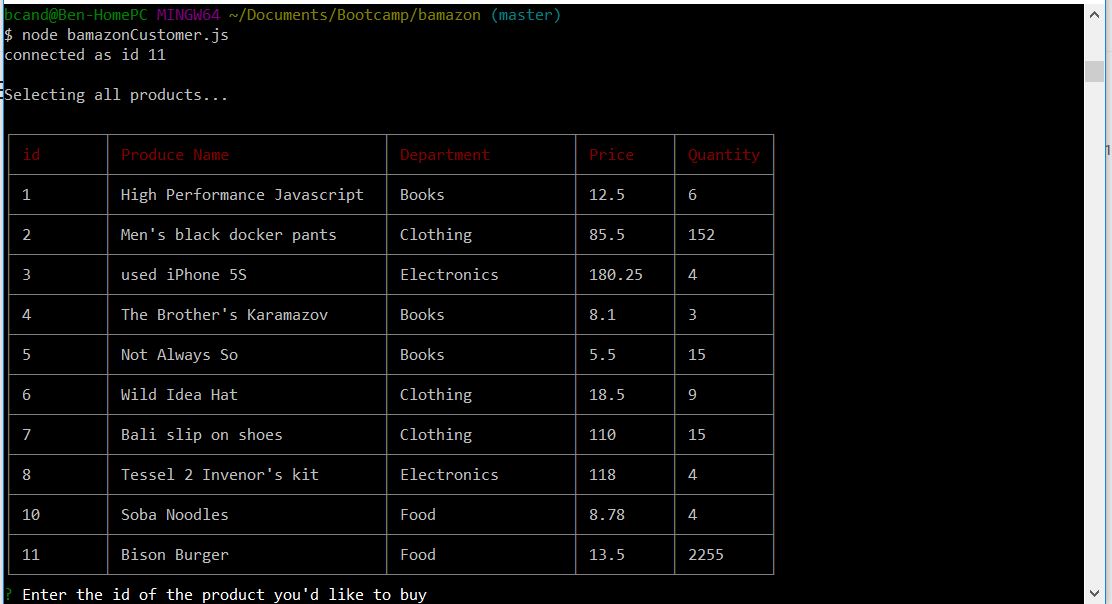 bcand@Ben-HomePC MINGW64 ~/Documents/Bootcamp/bamazon (master)
$ node bamazonCustomer.js
connected as id 11
Selecting all products...
id Produce Name Department Price Quantity
1 High Performance Javascript Books 12.5 6
2 Men's black docker pants Clothing 85.5 152
3 used iPhone 5S Electronics 180.25 4
4 The Brother's Karamazov Books 8.1 3
5 Not Always So Books 5.5 15
6 Wild Idea Hat Clothing 18.5 9
7 Bali slip on shoes Clothing 110 15
8 Tessel 2 Invenor's kit Electronics 118 4
10 Soba Noodles Food 8.78 4
11 Bison Burger Food 13.5 2255
? Enter the id of the product you'd like to buy